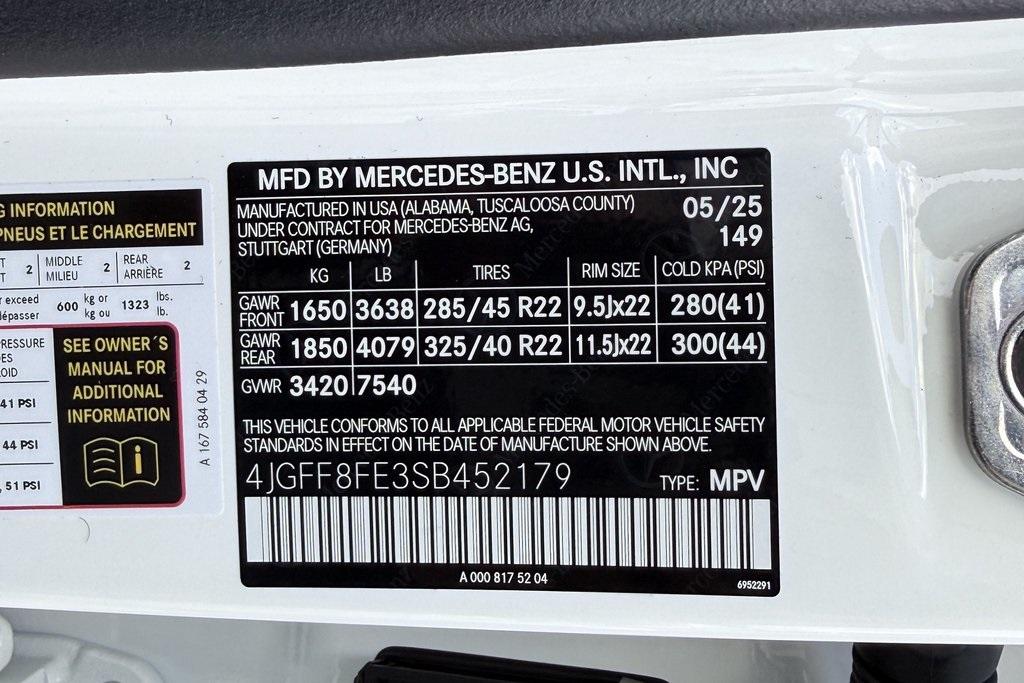 G INFORMATION
PNEUS ET LE CHARGEMENT
2 MIDDLE MILIEU 2 REAR ARRIÈRE 2
exceed
dépasser 600 kg or kg ou 1323 lbs. lb.
PRESSURE
41 PSI
44 PSI
51 PSI
SEE OWNER´S
MANUAL FOR
ADDITIONAL
INFORMATION
i
A 167 584 04 29
MFD BY MERCEDES-BENZ U.S. INTL., INC
MANUFACTURED IN USA (ALABAMA, TUSCALOOSA COUNTY) 05/25
UNDER CONTRACT FOR MERCEDES-BENZ AG, 149
STUTTGART (GERMANY)
KG LB TIRES RIM SIZE COLD KPA (PSI)
GAWR FRONT 1650 3638 285/45 R22 9.5Jx22 280(41)
GAWR REAR 1850 4079 325/40 R22 11.5Jx22 300(44)
GVWR 3420 7540
THIS VEHICLE CONFORMS TO ALL APPLICABLE FEDERAL MOTOR VEHICLE SAFETY
STANDARDS IN EFFECT ON THE DATE OF MANUFACTURE SHOWN ABOVE.
4JGFF8FE3SB452179 TYPE: MPV
A 000 817 52 04
6952291